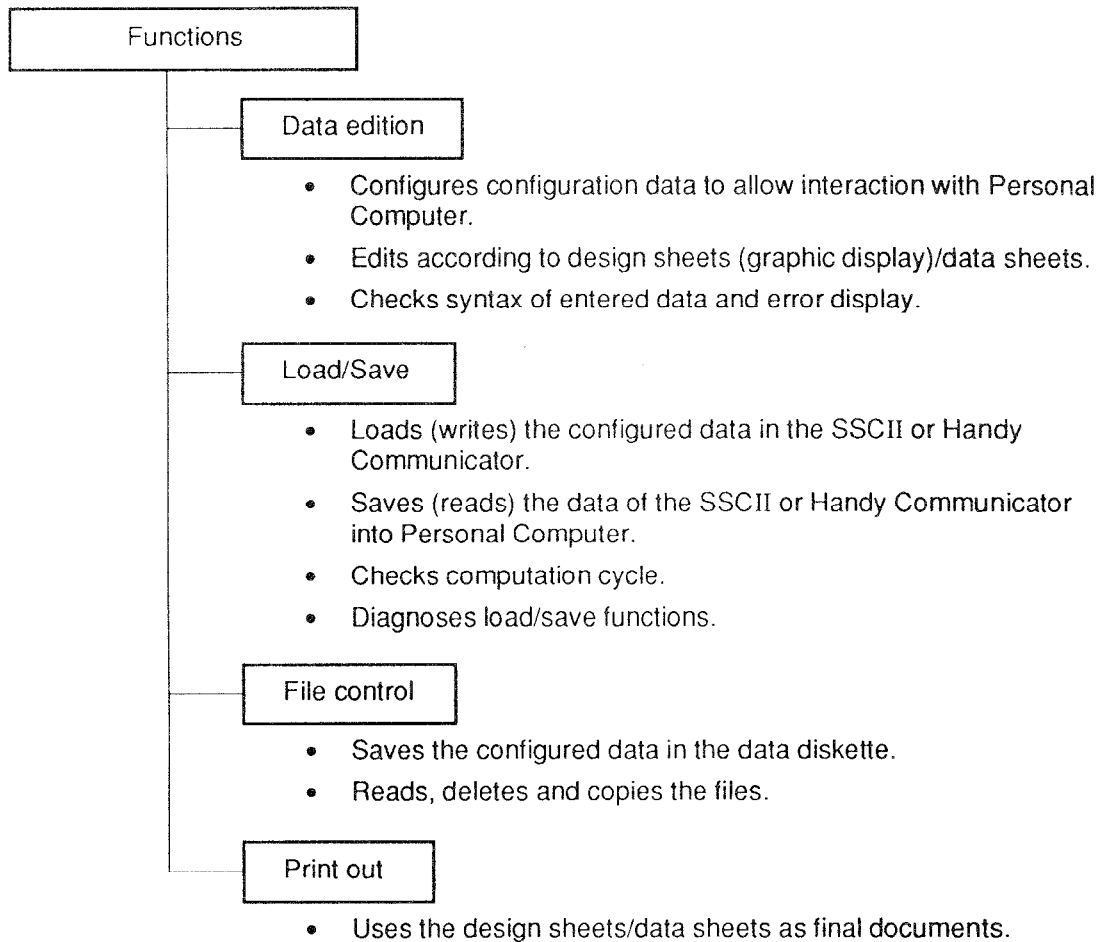 Functions
Data edition
• Configures configuration data to allow interaction with Personal
Computer.
• Edits according to design sheets (graphic display)/data sheets.
• Checks syntax of entered data and error display.
Load/Save
• Loads (writes) the configured data in the SSCII or Handy
Communicator.
• Saves (reads) the data of the SSCII or Handy Communicator
into Personal Computer.
• Checks computation cycle.
• Diagnoses load/save functions.
File control
• Saves the configured data in the data diskette.
• Reads, deletes and copies the files.
Print out
• Uses the design sheets/data sheets as final documents.